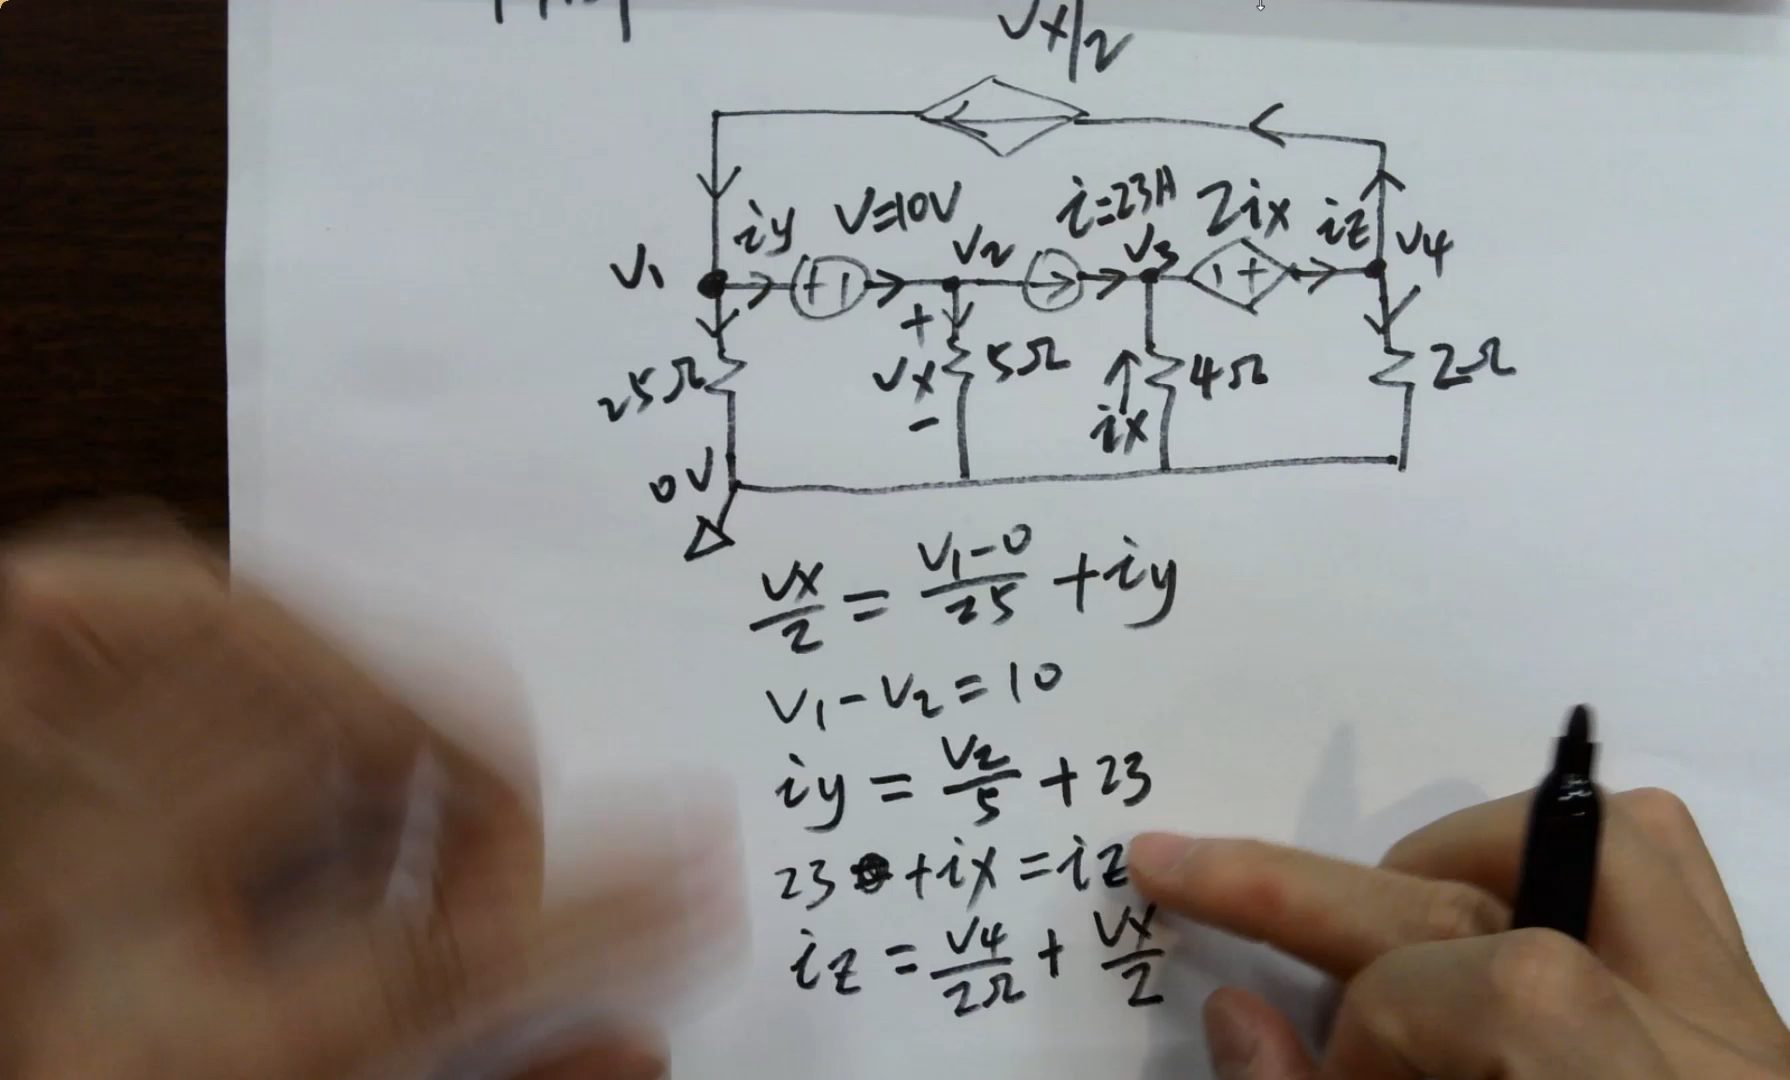 Vx/2
iy V=10V V2 i=23A V3 2ix iz V4
V1
+ -
- +
25Ω + Vx - 5Ω ix 4Ω 2Ω
0V
Vx/2 = (V1-0)/25 + iy
V1-V2=10
iy = V2/5 + 23
23 +ix =iz
iz = V4/2Ω + Vx/2